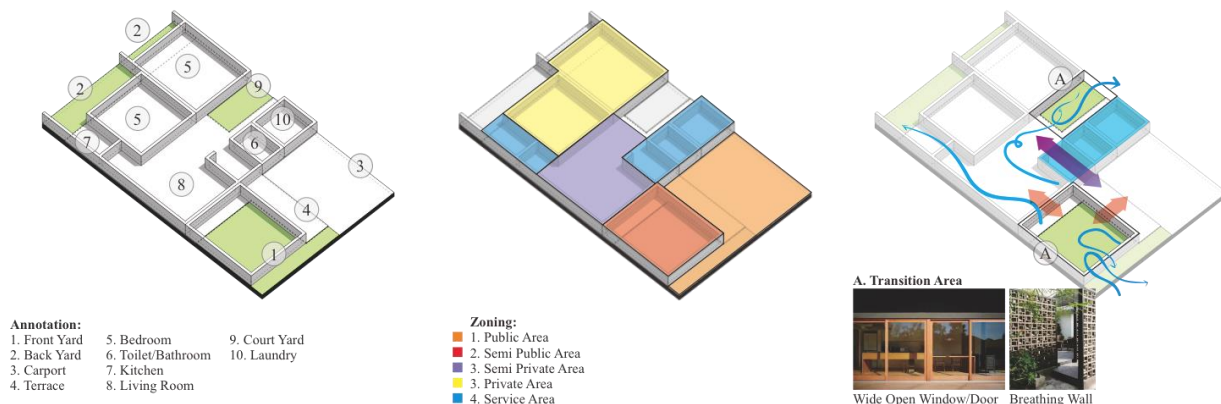 2
2
5
9
5
10
7
6
3
8
4
1
A
A
Annotation:
1. Front Yard
2. Back Yard
3. Carport
4. Terrace
5. Bedroom
6. Toilet/Bathroom
7. Kitchen
8. Living Room
9. Court Yard
10. Laundry
Zoning:
1. Public Area
2. Semi Public Area
3. Semi Private Area
3. Private Area
4. Service Area
A. Transition Area
Wide Open Window/Door
Breathing Wall